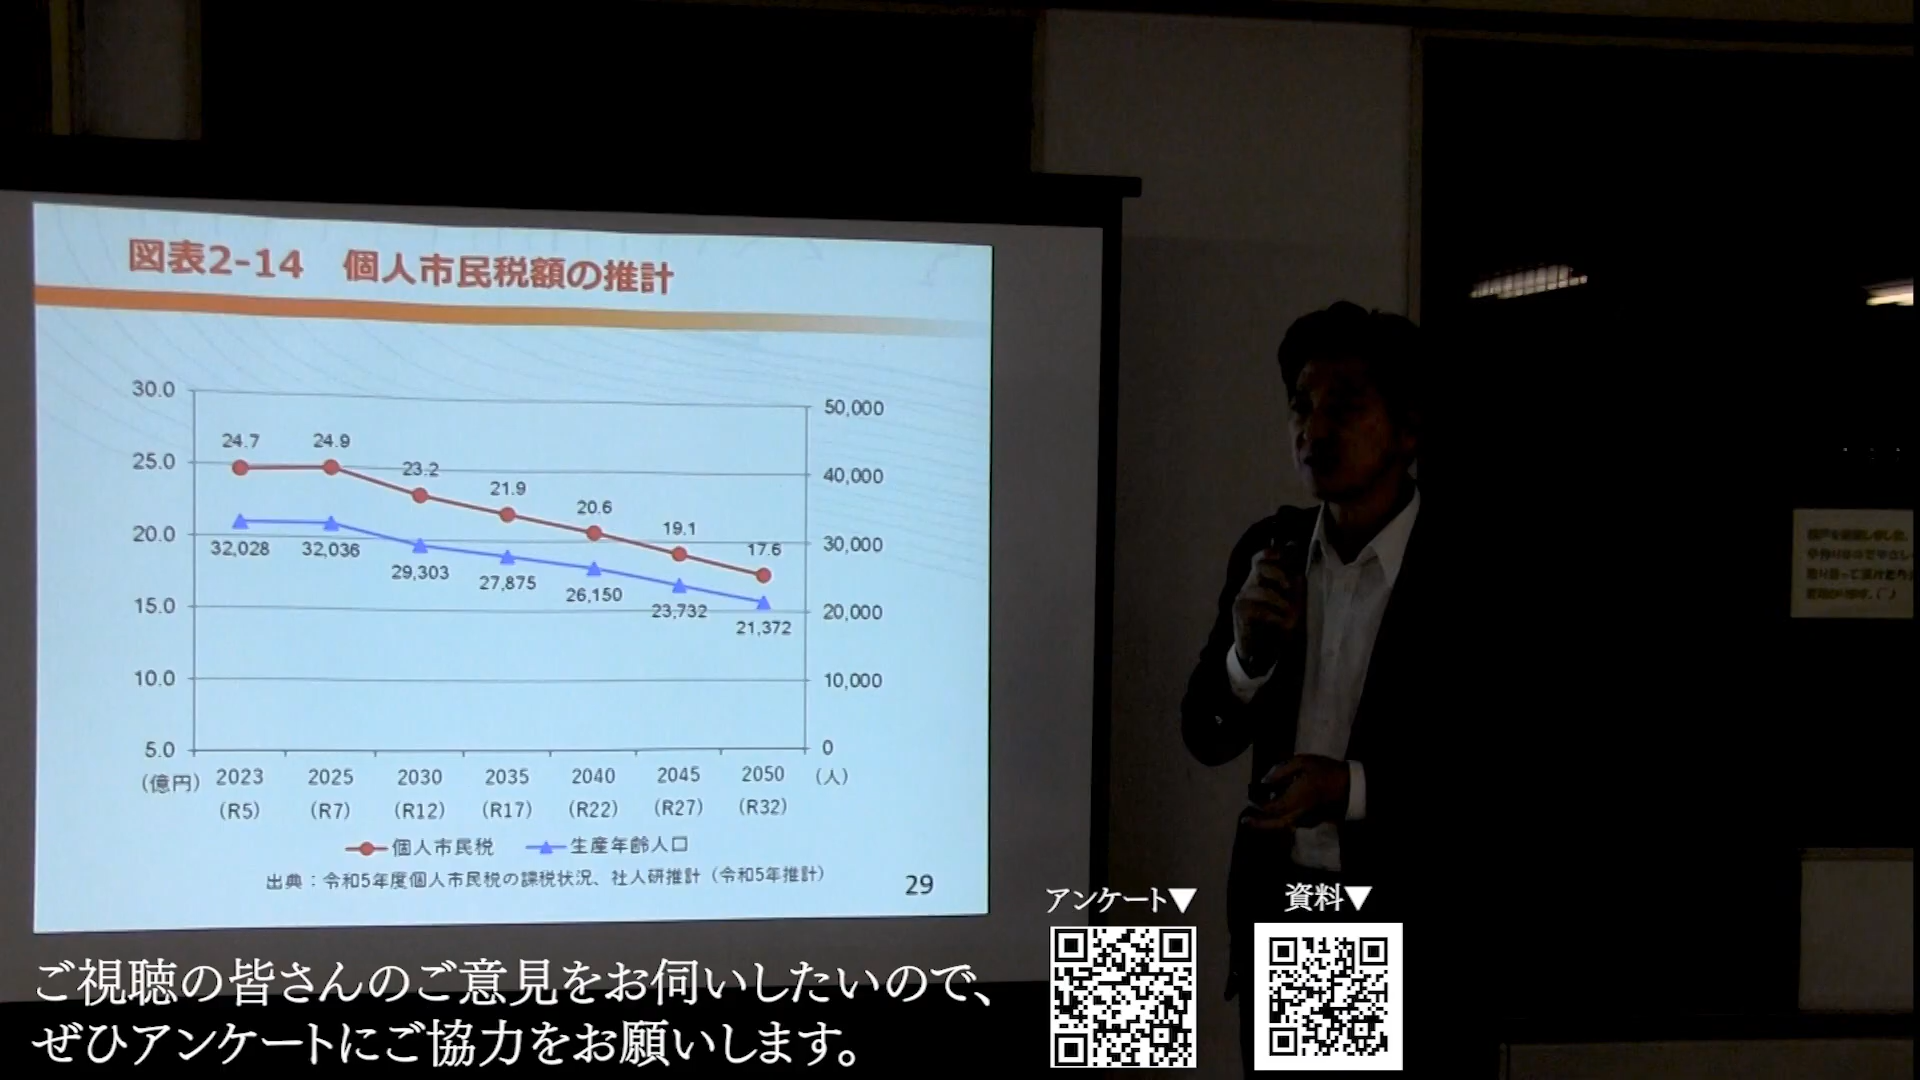 図表2-14　個人市民税額の推計
30.0
25.0
20.0
15.0
10.0
5.0
(億円)
50,000
40,000
30,000
20,000
10,000
0
(人)
24.7 24.9 23.2 21.9 20.6 19.1 17.6
32,028 32,036 29,303 27,875 26,150 23,732 21,372
2023 2025 2030 2035 2040 2045 2050
(R5) (R7) (R12) (R17) (R22) (R27) (R32)
個人市民税 生産年齢人口
出典：令和5年度個人市民税の課税状況、社人研推計（令和5年推計）
29
アンケート▼
資料▼
ご視聴の皆さんのご意見をお伺いしたいので、
ぜひアンケートにご協力をお願いします。